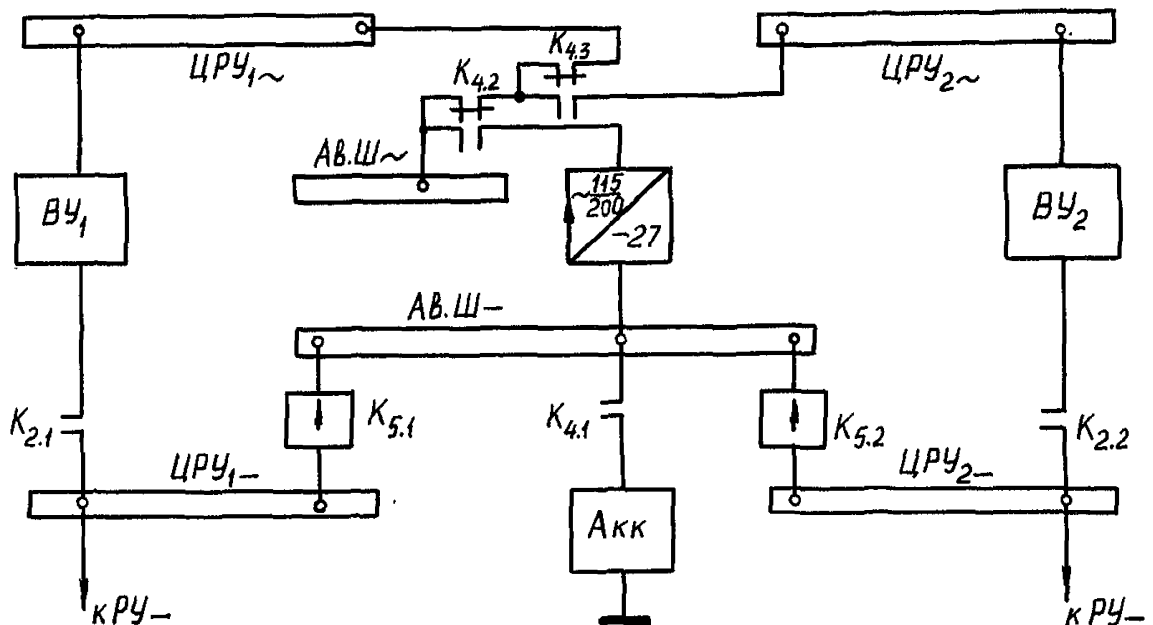 ЦРУ1~
К4.3
К4.2
ЦРУ2~
АВ.Ш~
ВУ1
~115
200
-27
ВУ2
АВ.Ш-
К2.1
К5.1
К4.1
К5.2
К2.2
ЦРУ1-
ЦРУ2-
Акк
к РУ-
к РУ-